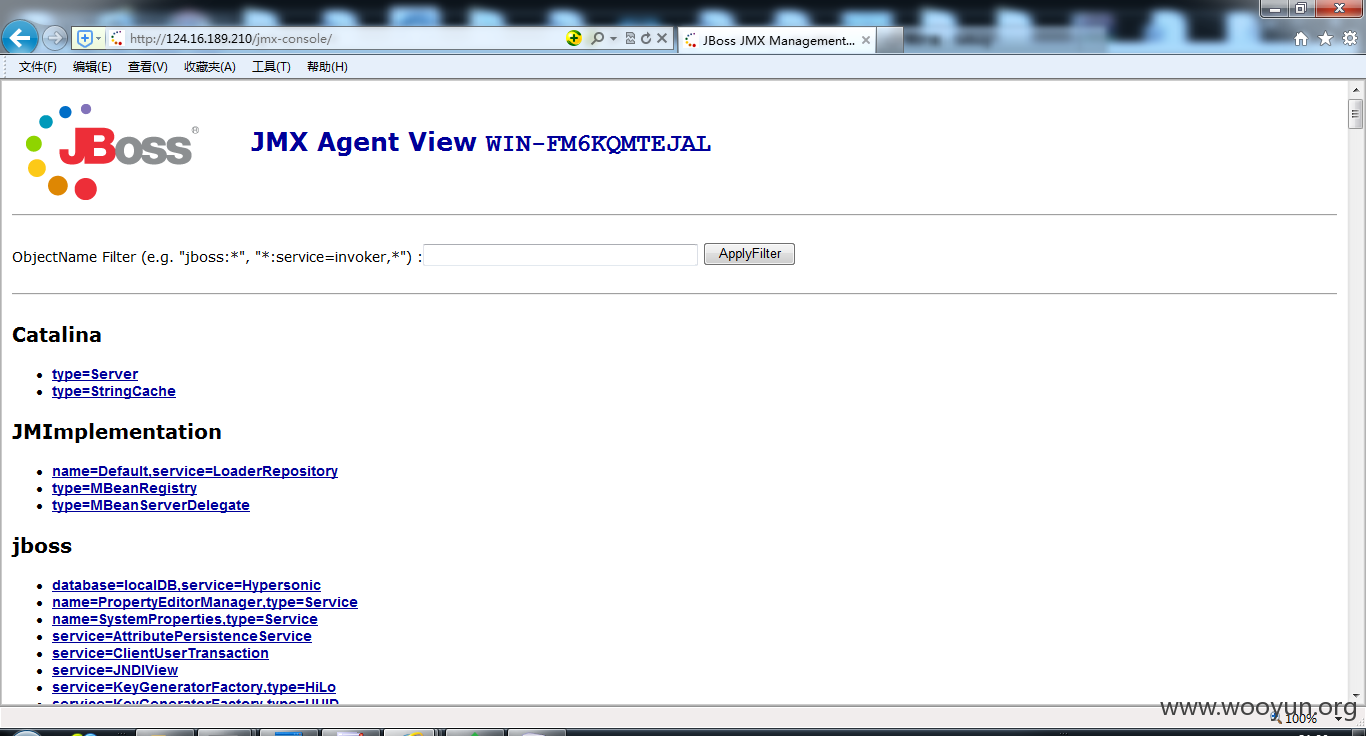 http://124.16.189.210/jmx-console/
JBoss JMX Management...
文件(F) 编辑(E) 查看(V) 收藏夹(A) 工具(T) 帮助(H)
JBoss®
JMX Agent View WIN-FM6KQMTEJAL
ObjectName Filter (e.g. "jboss:*", "*:service=invoker,*") :
ApplyFilter
Catalina
type=Server
type=StringCache
JMImplementation
name=Default,service=LoaderRepository
type=MBeanRegistry
type=MBeanServerDelegate
jboss
database=localDB,service=Hypersonic
name=PropertyEditorManager,type=Service
name=SystemProperties,type=Service
service=AttributePersistenceService
service=ClientUserTransaction
service=JNDIView
service=KeyGeneratorFactory,type=HiLo
service=KeyGeneratorFactory,type=UUID
www.wooyun.org
100%